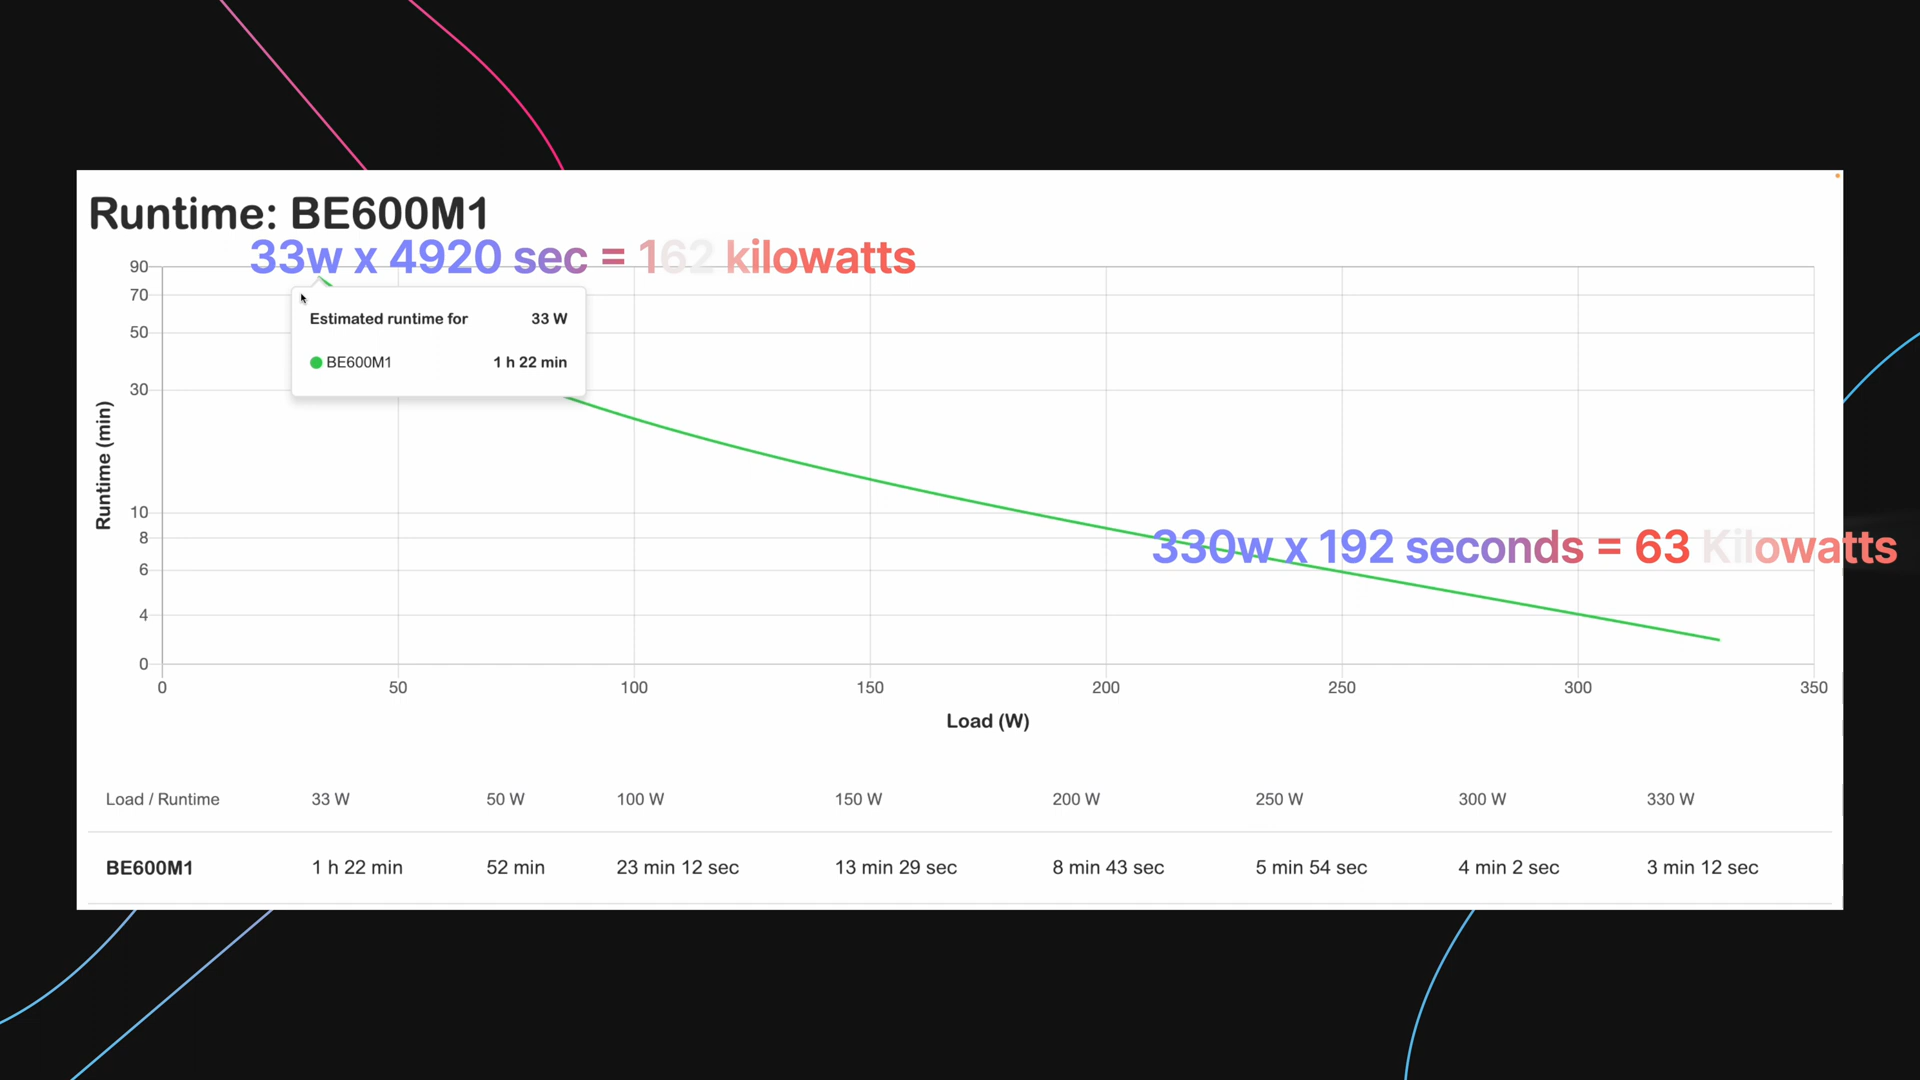 Runtime: BE600M1
33w x 4920 sec = 162 kilowatts
90
70
Estimated runtime for 33 W
50
BE600M1 1 h 22 min
30
Runtime (min)
10
8
330w x 192 seconds = 63 Kilowatts
6
4
0
0 50 100 150 200 250 300 350
Load (W)
Load / Runtime 33 W 50 W 100 W 150 W 200 W 250 W 300 W 330 W
BE600M1 1 h 22 min 52 min 23 min 12 sec 13 min 29 sec 8 min 43 sec 5 min 54 sec 4 min 2 sec 3 min 12 sec